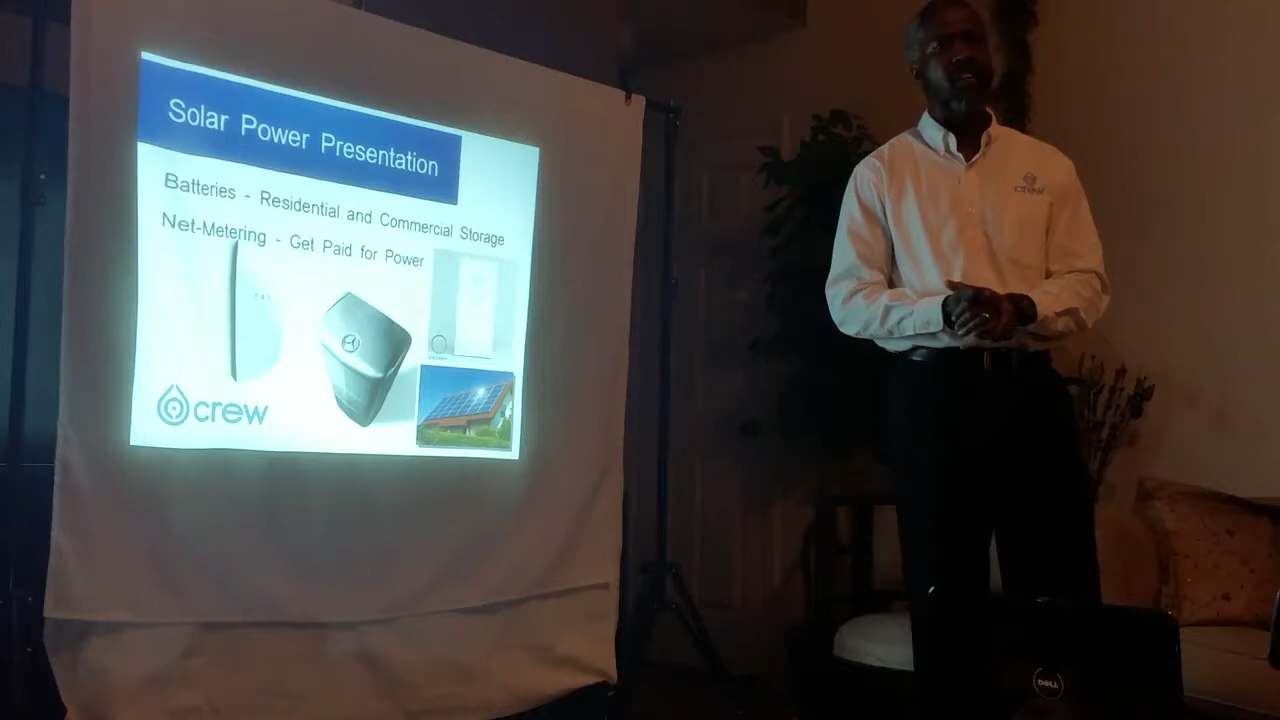 Solar Power Presentation
Batteries - Residential and Commercial Storage
Net-Metering - Get Paid for Power
crew
crew
DELL